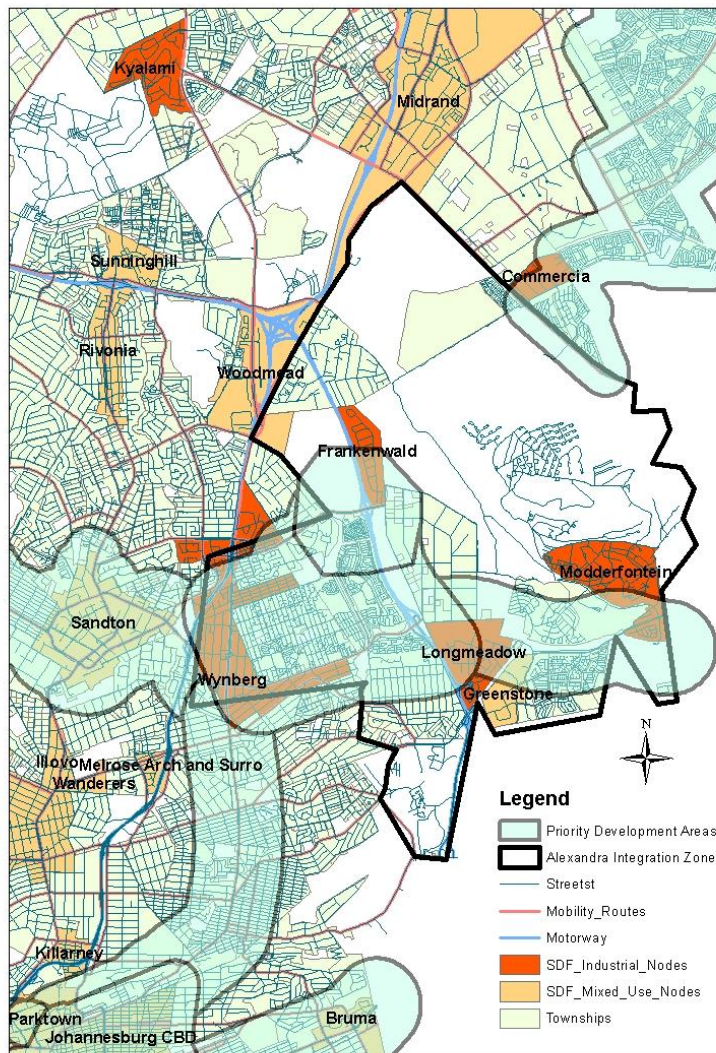 Kyalami
Midrand
Sunninghill
Commercia
Rivonia
Woodmead
Frankenwald
Modderfontein
Sandton
Longmeadow
Wynberg
Greenstone
Illovo
Melrose Arch and Surro
Wanderers
N
Legend
Priority Development Areas
Alexandra Integration Zone
Streetst
Mobility_Routes
Motorway
SDF_Industrial_Nodes
SDF_Mixed_Use_Nodes
Townships
Killarney
Parktown
Johannesburg CBD
Bruma